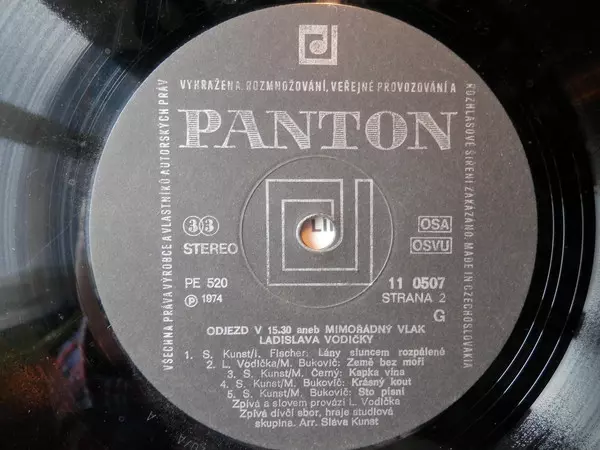 VYHRAŽENA. ROZMNOŽOVÁNÍ, VEŘEJNÉ PROVOZOVÁNÍ A
ROZHLASOVÉ ŠÍŘENÍ ZAKÁZÁNO. MADE IN CZECHOSLOVAKIA
VŠECHNA PRÁVA VÝROBCE A VLASTNÍKŮ AUTORSKÝCH PRÁV
PANTON
33
STEREO
LI
OSA
OSVU
PE 520
11 0507
Ⓟ 1974
STRANA 2
G
ODJEZD V 15.30 aneb MIMOŘÁDNÝ VLAK
LADISLAVA VODIČKY
1. S. Kunst/I. Fischer: Lány sluncem rozpálené
2. L. Vodička/M. Bukovič: Země bez moří
3. S. Kunst/M. Černý: Kapka vína
4. S. Kunst/M. Bukovič: Krásný kout
5. S. Kunst/M. Bukovič: Sto písní
Zpívá a slovem provází L. Vodička
Zpívá dívčí sbor, hraje studiová
skupina. Arr. Sláva Kunst